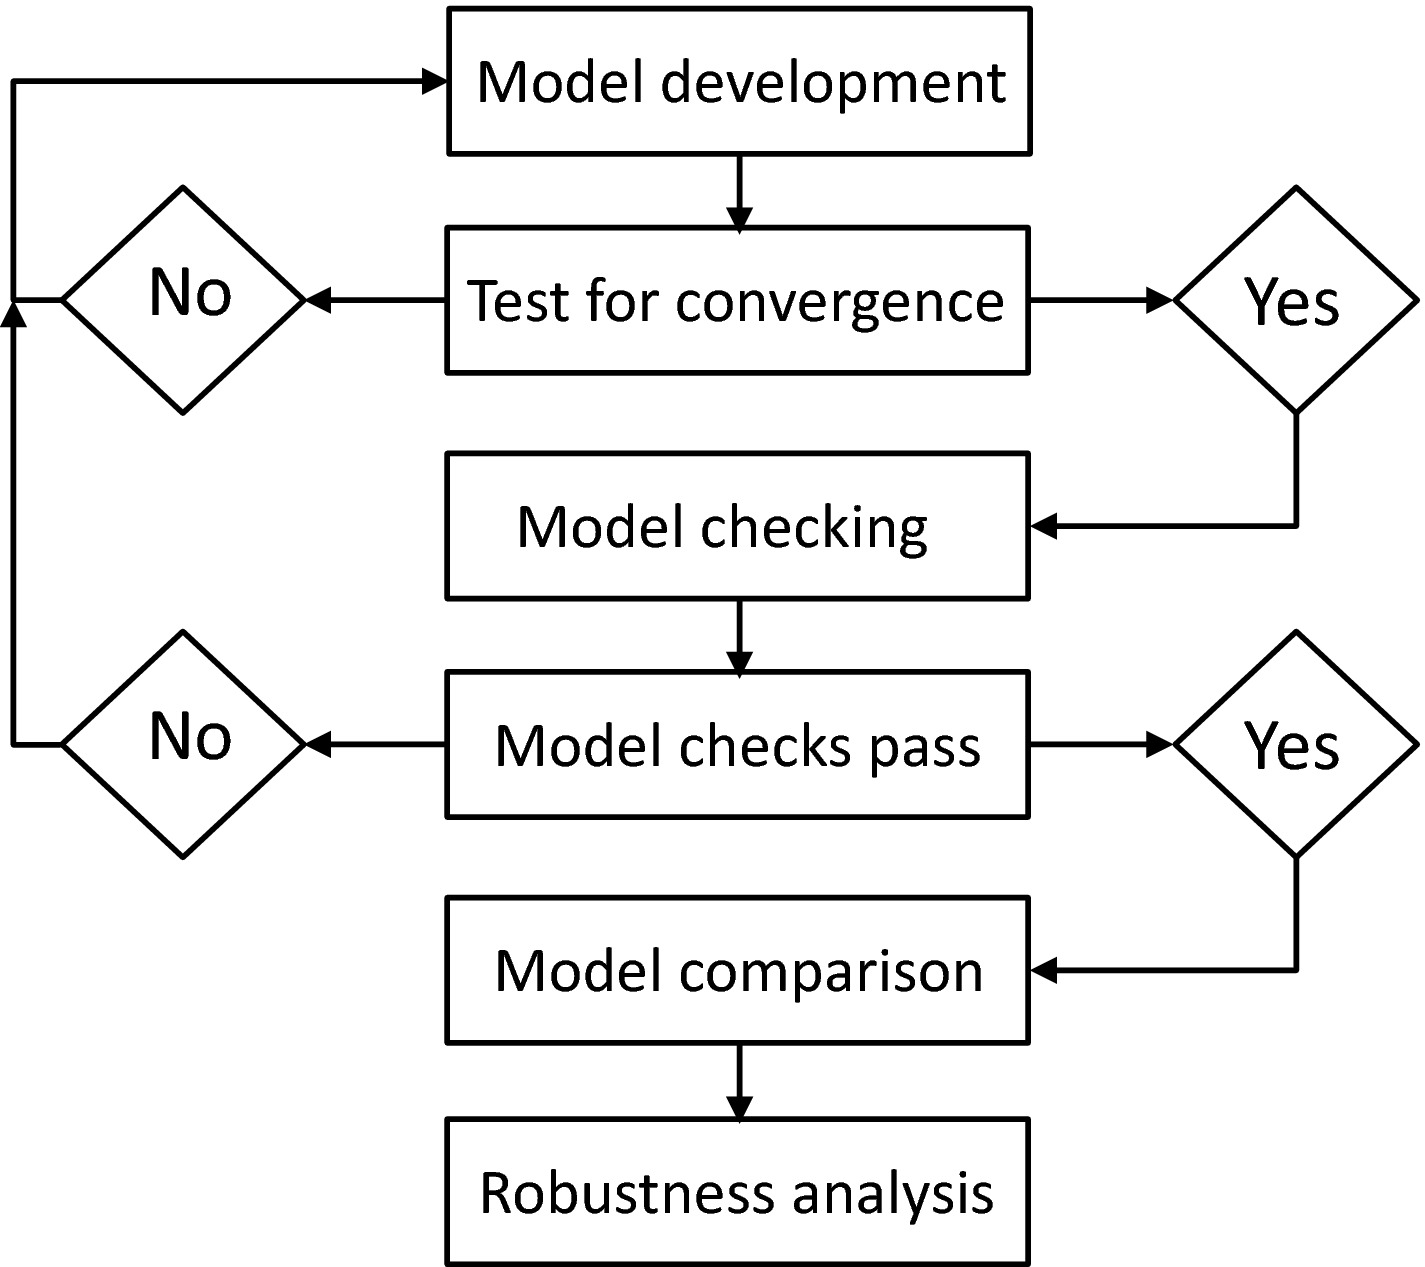 Model development
No
Test for convergence
Yes
Model checking
No
Model checks pass
Yes
Model comparison
Robustness analysis